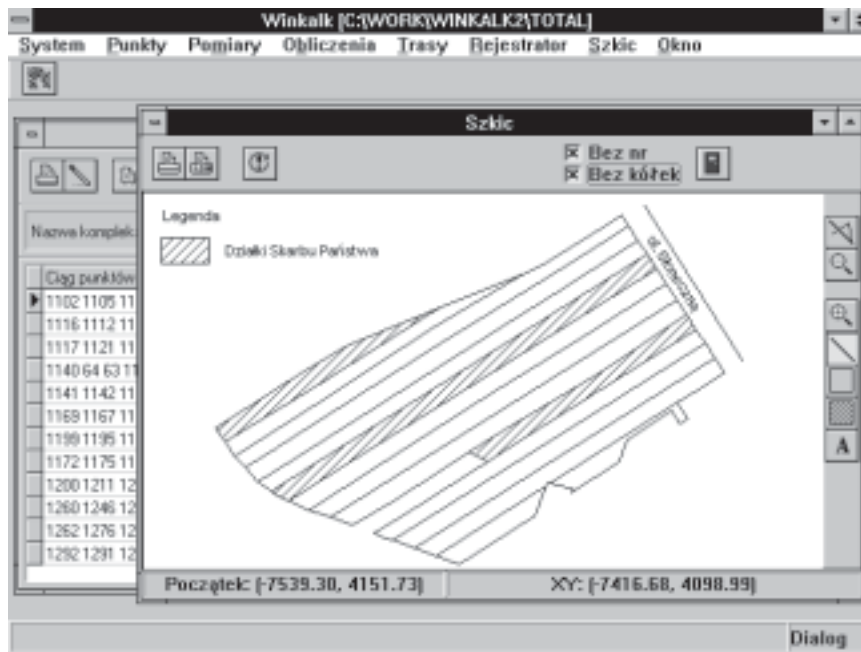 Winkalk [C:\WORK\WINKALK2\TOTAL]
System Punkty Pomiary Obliczenia Trasy Rejestrator Szkic Okno
Szkic
Bez nr
Bez kółek
Nazwa komplek.
Legenda
Działki Skarbu Państwa
ul.
Ciąg punktów
1102 1105 11
1116 1112 11
1117 1121 11
1140 64 63 11
1141 1142 11
1169 1167 11
1199 1195 11
1172 1175 11
1200 1211 12
1260 1246 12
1262 1276 12
1292 1291 12
A
Początek: (-7539.30, 4151.73)
XY: (-7416.68, 4098.99)
Dialog